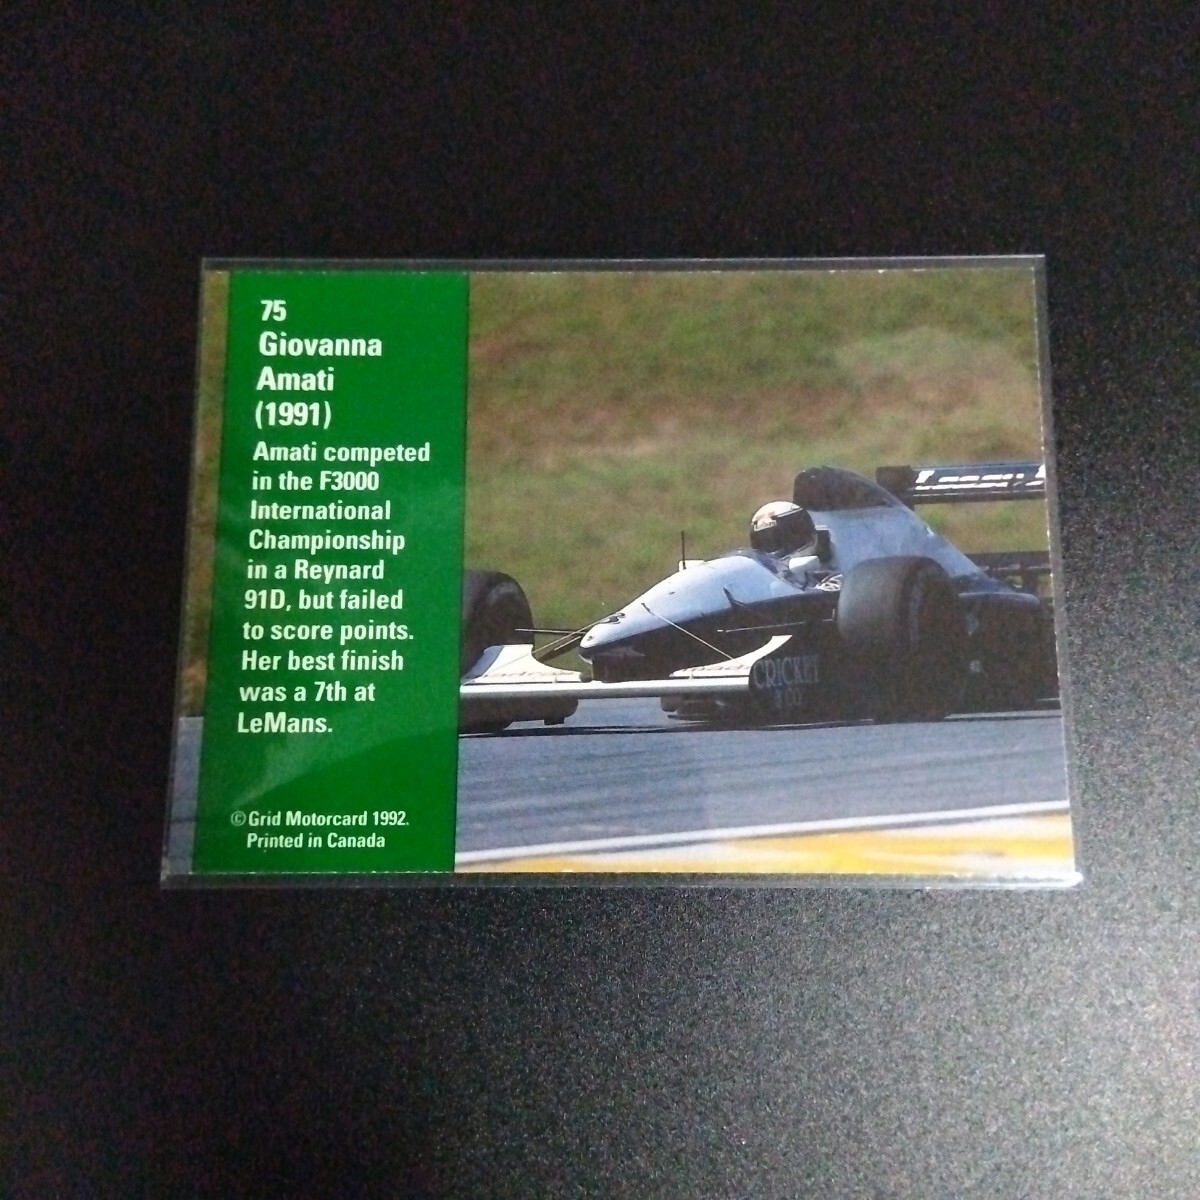 75
Giovanna
Amati
(1991)
Amati competed
in the F3000
International
Championship
in a Reynard
91D, but failed
to score points.
Her best finish
was a 7th at
LeMans.
© Grid Motorcard 1992.
Printed in Canada
CRICKET
& CO